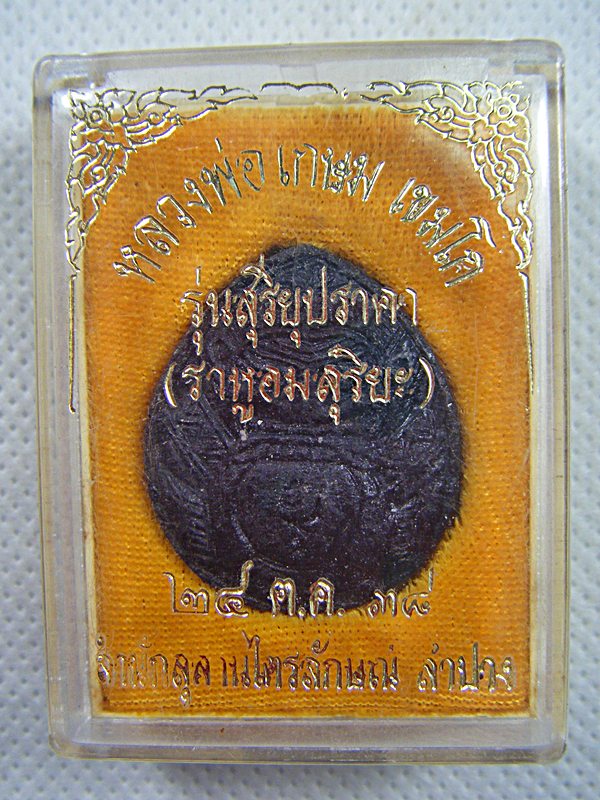 หลวงพ่อเกษม เขมโก
รุ่นสุริยุปราคา
(ราหูอมสุริยะ)
๒๔ ต.ค. ๓๘
สำนักสุสานไตรลักษณ์ ลำปาง